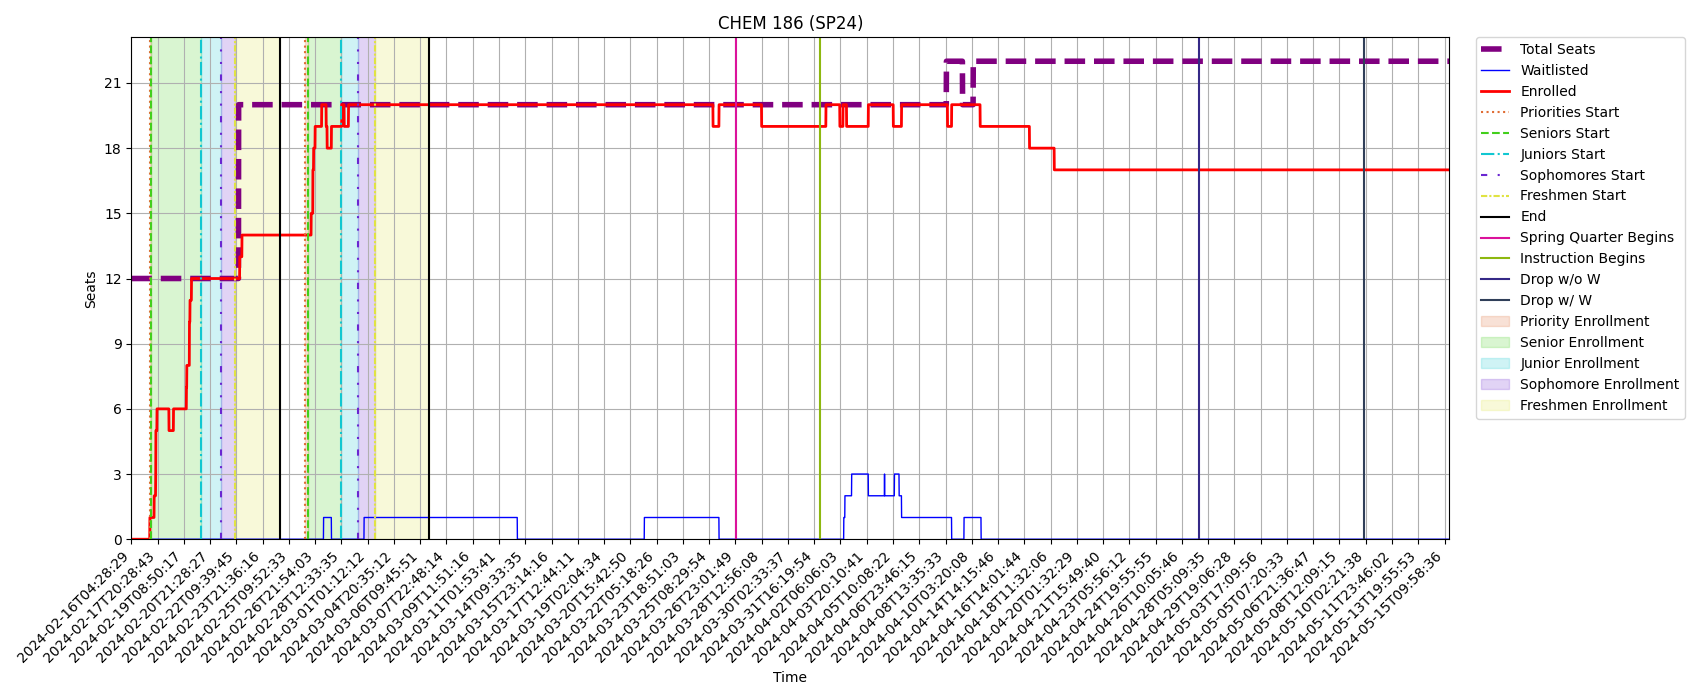 CHEM 186 (SP24)
Seats
21
18
15
12
9
6
3
0
2024-02-16T04:28:29
2024-02-17T20:28:43
2024-02-19T08:50:17
2024-02-20T21:28:27
2024-02-22T09:39:45
2024-02-23T21:36:16
2024-02-25T09:52:33
2024-02-26T21:54:03
2024-02-28T12:33:35
2024-03-01T01:12:12
2024-03-04T20:35:12
2024-03-06T09:45:51
2024-03-07T22:48:14
2024-03-11T11:51:16
2024-03-13T01:53:41
2024-03-14T09:33:35
2024-03-15T23:14:16
2024-03-17T12:44:11
2024-03-19T02:04:34
2024-03-20T15:42:50
2024-03-22T05:18:26
2024-03-23T18:51:03
2024-03-25T08:29:54
2024-03-26T23:01:49
2024-03-28T12:56:08
2024-03-30T02:33:37
2024-03-31T16:19:54
2024-04-02T06:06:03
2024-04-03T20:10:41
2024-04-05T10:08:22
2024-04-06T23:46:15
2024-04-08T13:35:33
2024-04-10T03:20:08
2024-04-14T14:15:46
2024-04-16T14:01:44
2024-04-18T11:32:06
2024-04-20T01:32:29
2024-04-21T15:49:40
2024-04-23T05:56:12
2024-04-24T19:55:55
2024-04-26T10:05:46
2024-04-28T05:09:35
2024-04-29T19:06:28
2024-05-03T17:09:56
2024-05-05T07:20:33
2024-05-06T21:36:47
2024-05-08T12:09:15
2024-05-10T02:21:38
2024-05-11T23:46:02
2024-05-13T19:55:53
2024-05-15T09:58:36
Time
Total Seats
Waitlisted
Enrolled
Priorities Start
Seniors Start
Juniors Start
Sophomores Start
Freshmen Start
End
Spring Quarter Begins
Instruction Begins
Drop w/o W
Drop w/ W
Priority Enrollment
Senior Enrollment
Junior Enrollment
Sophomore Enrollment
Freshmen Enrollment